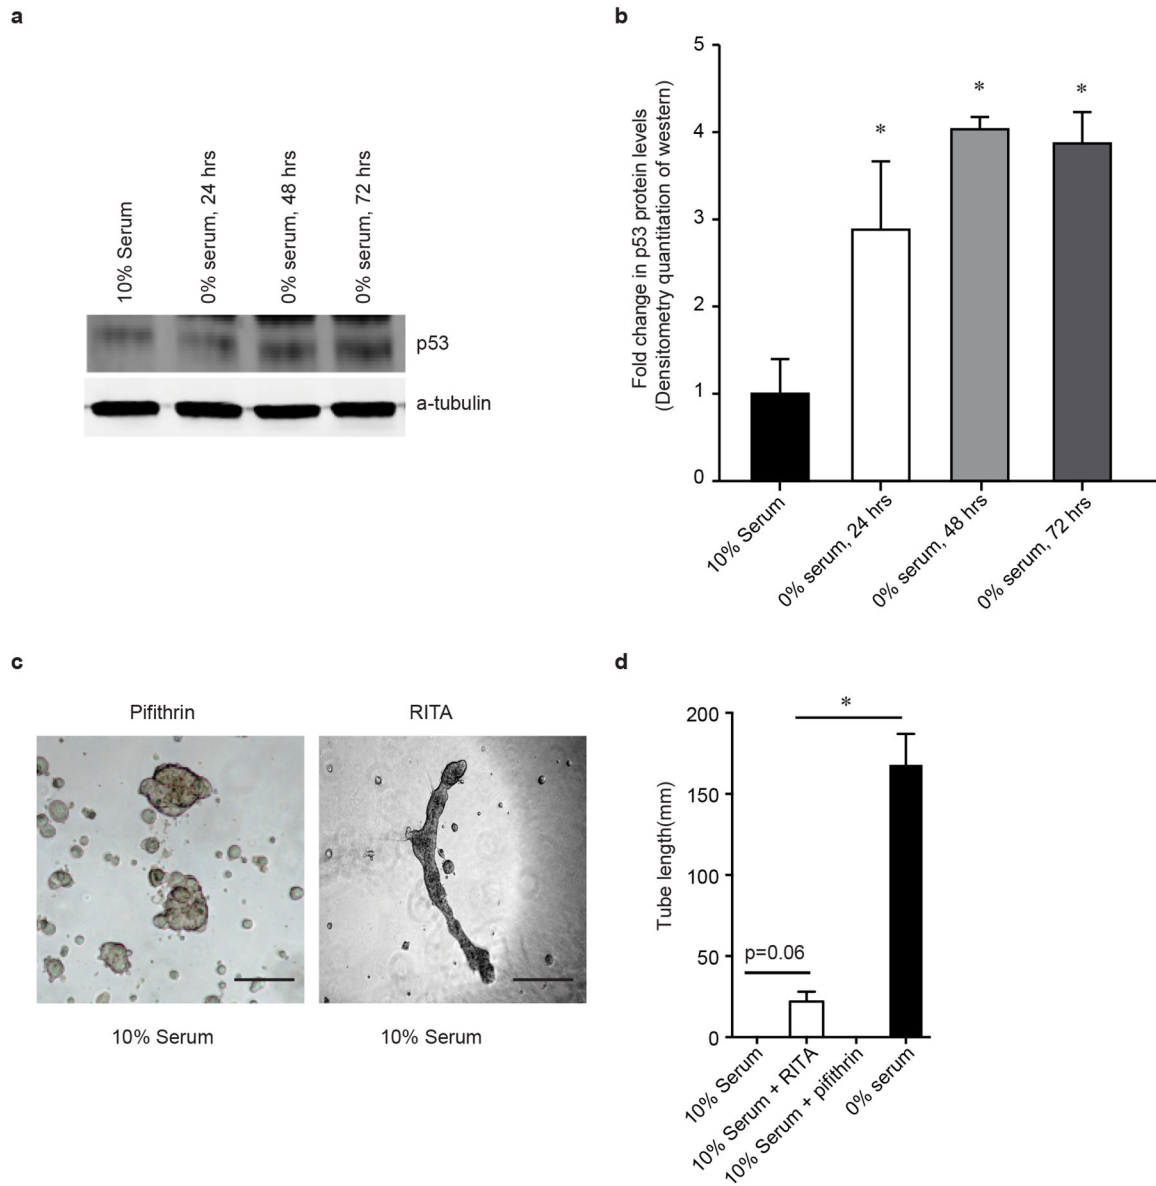 a
10% Serum
0% serum, 24 hrs
0% serum, 48 hrs
0% serum, 72 hrs
p53
a-tubulin
b
Fold change in p53 protein levels
(Densitometry quantitation of western)
5
4
3
2
1
0
*
*
*
10% Serum
0% serum, 24 hrs
0% serum, 48 hrs
0% serum, 72 hrs
c
Pifithrin
RITA
10% Serum
10% Serum
d
Tube length(mm)
200
150
100
50
0
p=0.06
*
10% Serum
10% Serum + RITA
10% Serum + pifithrin
0% serum